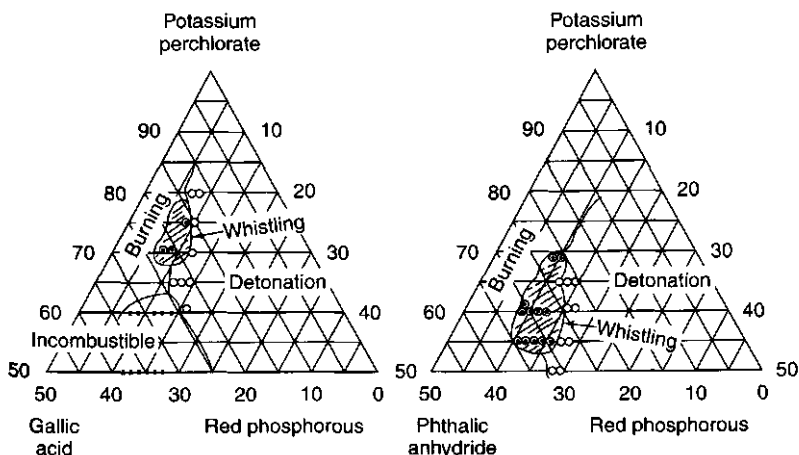 Potassium
perchlorate
90
10
80
20
Burning
Whistling
70
30
Detonation
60
40
Incombustible
50
50
50 40 30 20 10 0
Gallic
acid
Red phosphorous
Potassium
perchlorate
90
10
80
20
Burning
70
30
Detonation
60
40
Whistling
50
50
50 40 30 20 10 0
Phthalic
anhydride
Red phosphorous